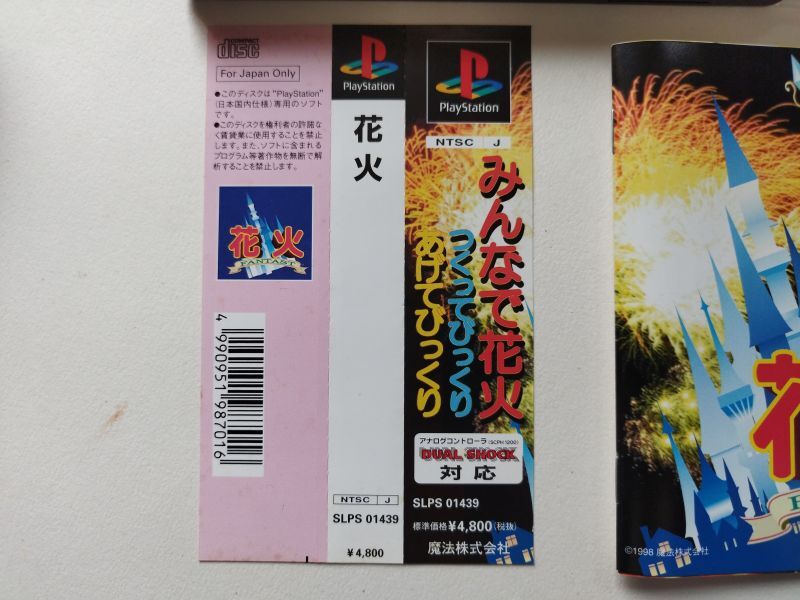 COMPACT
disc
For Japan Only
●このディスクは"PlayStation"
(日本国内仕様)専用のソフト
です。
●このディスクを権利者の許諾な
く賃貸業に使用することを禁止
します。また、ソフトに含まれる
プログラム等著作物を無断で解
析することを禁止します。
花火
FANTAST
4 990951 987016
PlayStation
花火
NTSC J
SLPS 01439
¥4,800
PlayStation
NTSC J
みんなで花火
つくってびっくり
あげてびっくり
アナログコントローラ(SCPH-1200)
DUAL SHOCK
対応
SLPS 01439
標準価格¥4,800(税抜)
魔法株式会社
花
©1998 魔法株式会社